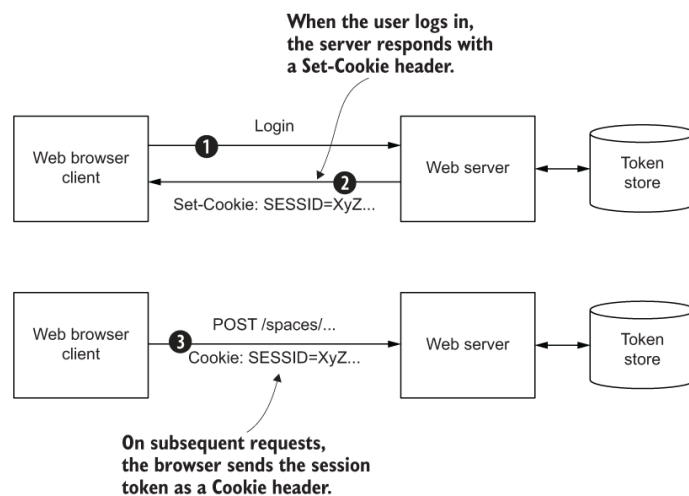 When the user logs in,
the server responds with
a Set-Cookie header.
Login
1
Web browser
client
Web server
Token
store
2
Set-Cookie: SESSID=XyZ...
POST /spaces/...
Web browser
client
3
Web server
Token
store
Cookie: SESSID=XyZ...
On subsequent requests,
the browser sends the session
token as a Cookie header.